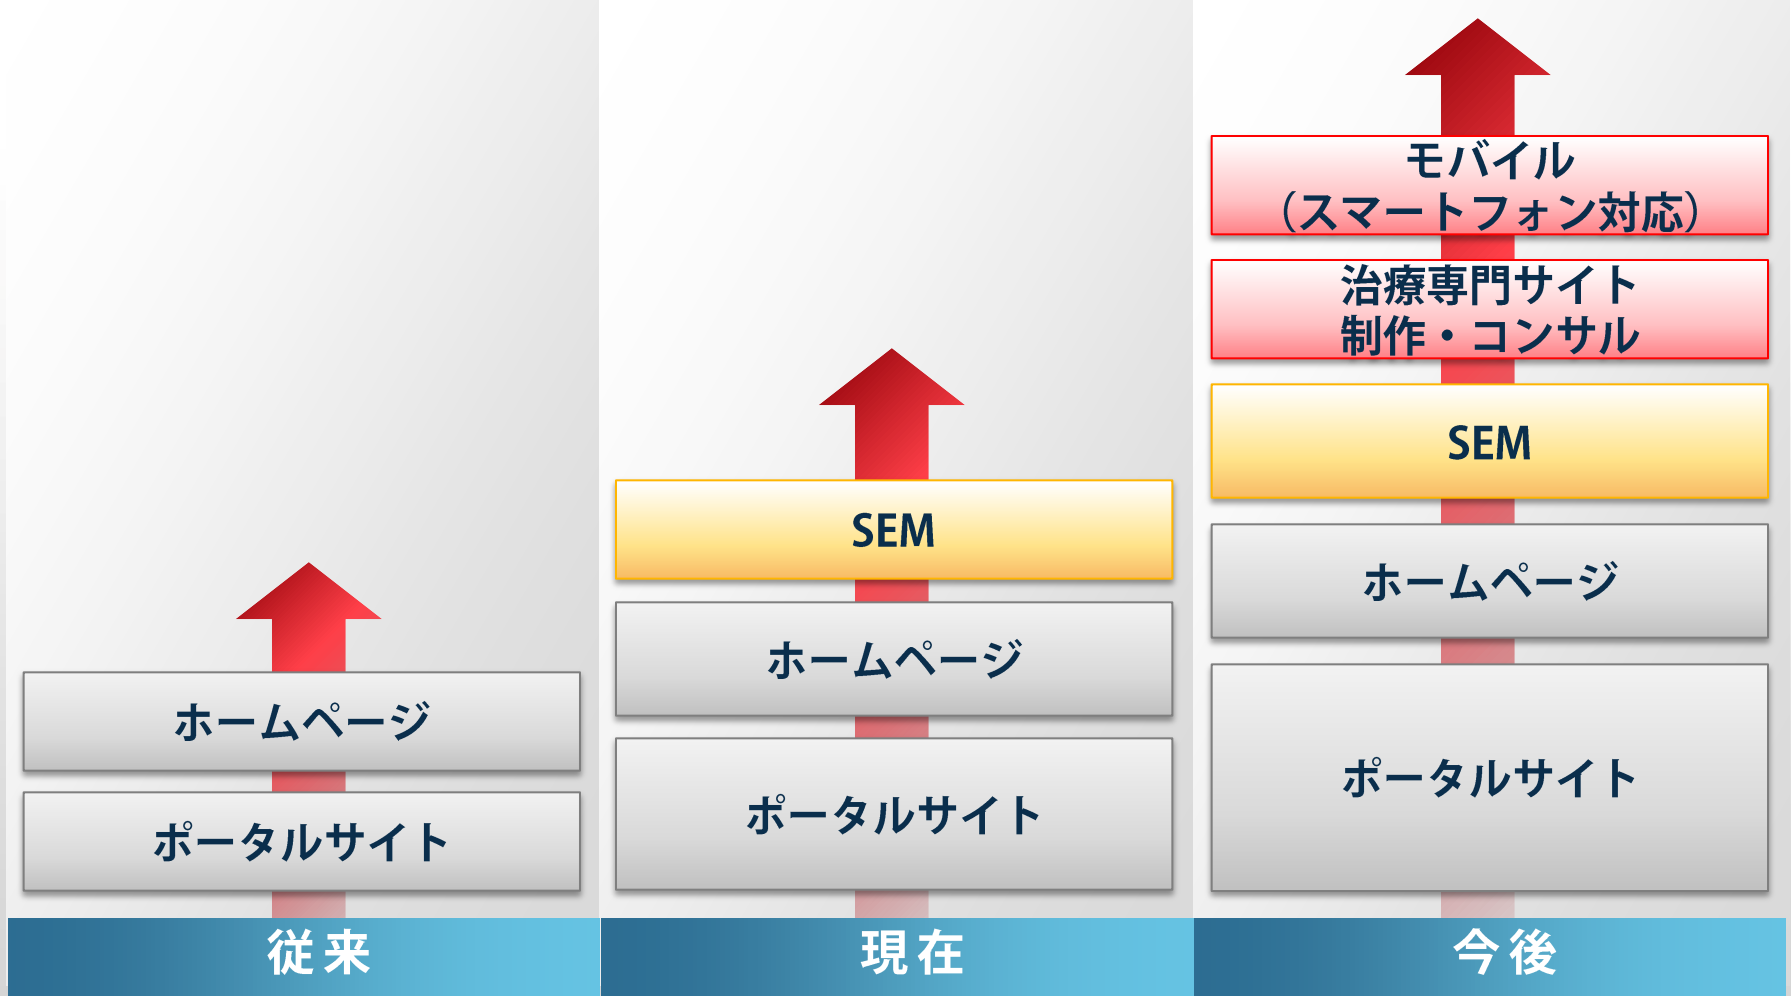 ホームページ
ポータルサイト
従来
SEM
ホームページ
ポータルサイト
現在
モバイル
（スマートフォン対応）
治療専門サイト
制作・コンサル
SEM
ホームページ
ポータルサイト
今後